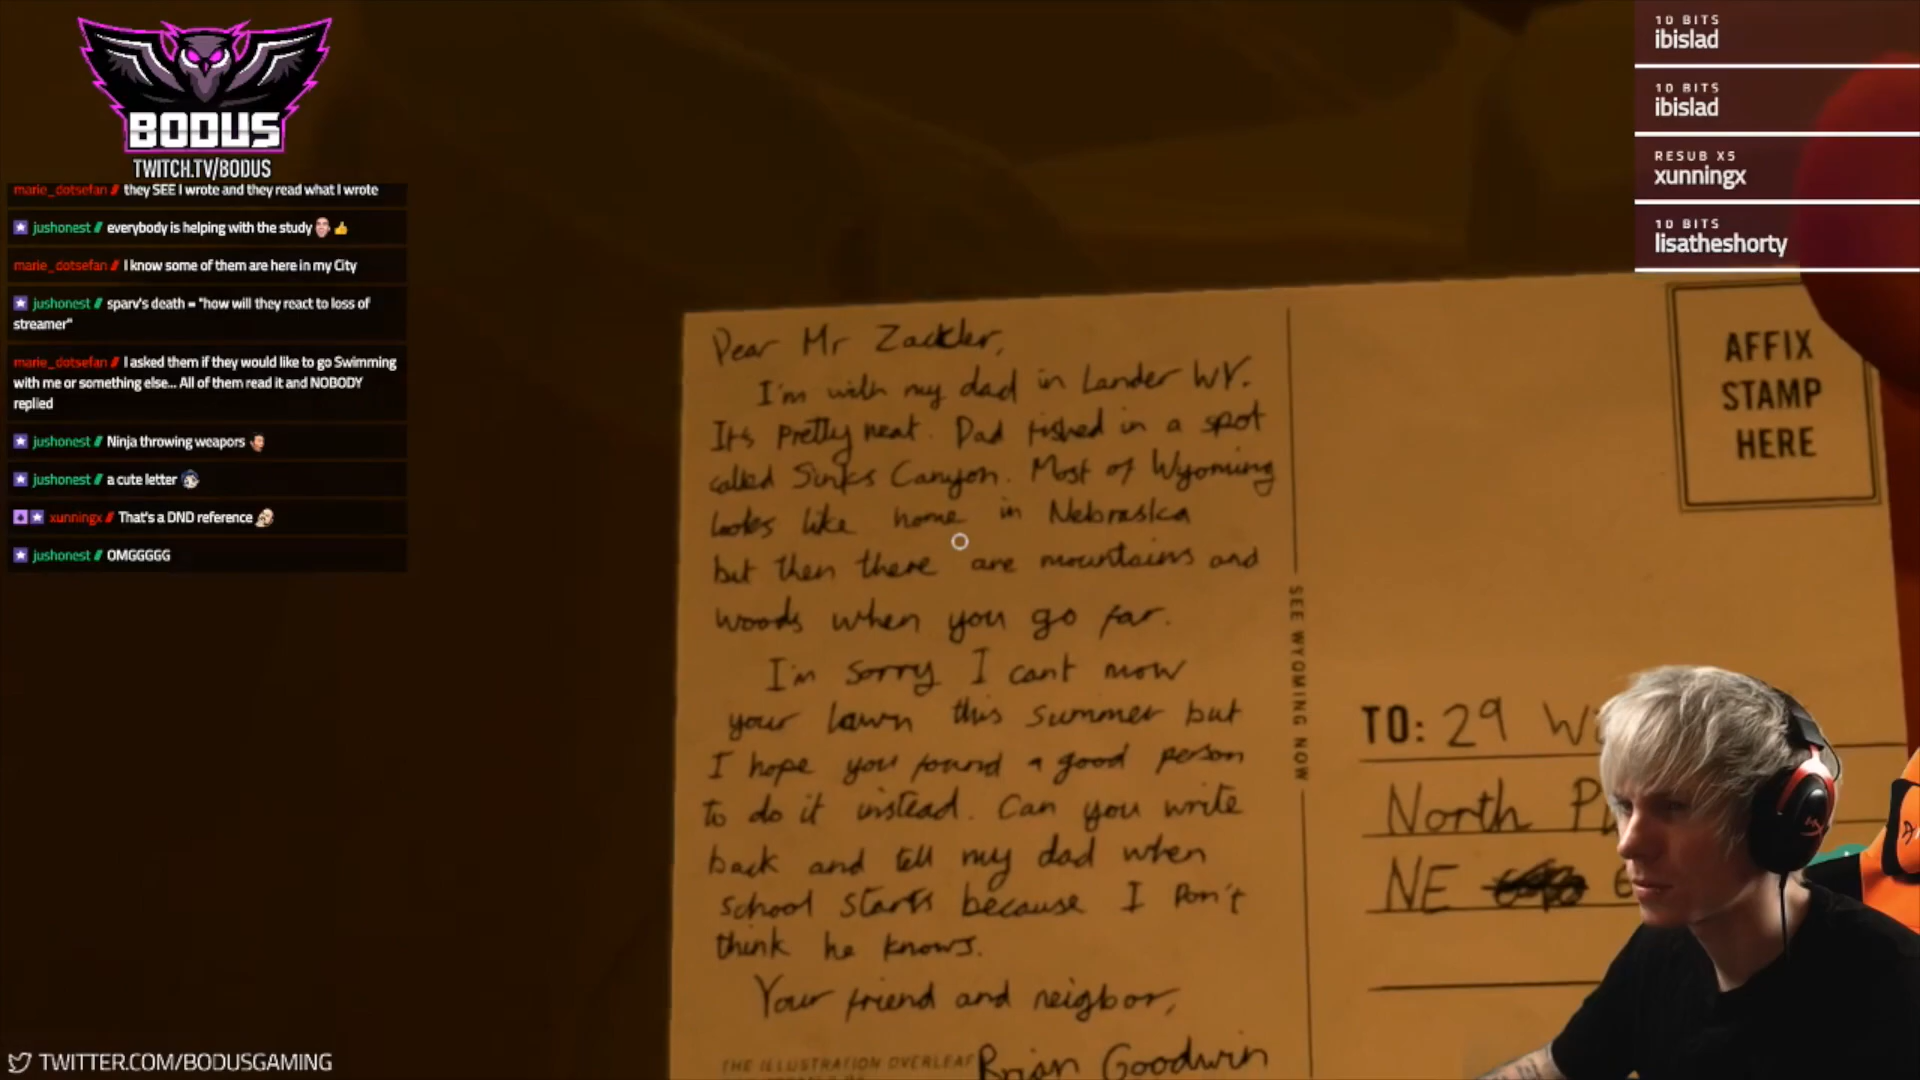 BODUS
TWITCH.TV/BODUS
marie_dotsefan // they SEE I wrote and they read what I wrote
jushonest // everybody is helping with the study
marie_dotsefan // I know some of them are here in my City
jushonest // sparv's death = "how will they react to loss of
streamer"
marie_dotsefan // I asked them if they would like to go Swimming
with me or something else... All of them read it and NOBODY
replied
jushonest // Ninja throwing weapors
jushonest // a cute letter
xunningx // That's a DND reference
jushonest // OMGGGGG
TWITTER.COM/BODUSGAMING
10 BITS
ibislad
10 BITS
ibislad
RESUB X5
xunningx
10 BITS
lisatheshorty
Dear Mr Zackler,
I'm with my dad in Lander WY.
Its pretty neat. Dad fished in a spot
called Sinks Canyon. Most of Wyoming
looks like home in Nebraska
but then there are mountains and
woods when you go far.
I'm sorry I cant mow
your lawn this summer but
I hope you found a good person
to do it instead. Can you write
back and tell my dad when
school starts because I Don't
think he knows.
Your friend and neigbor,
Brian Goodwin
THE ILLUSTRATION OVERLEAF
SEE WYOMING NOW
AFFIX
STAMP
HERE
TO: 29
North
NE